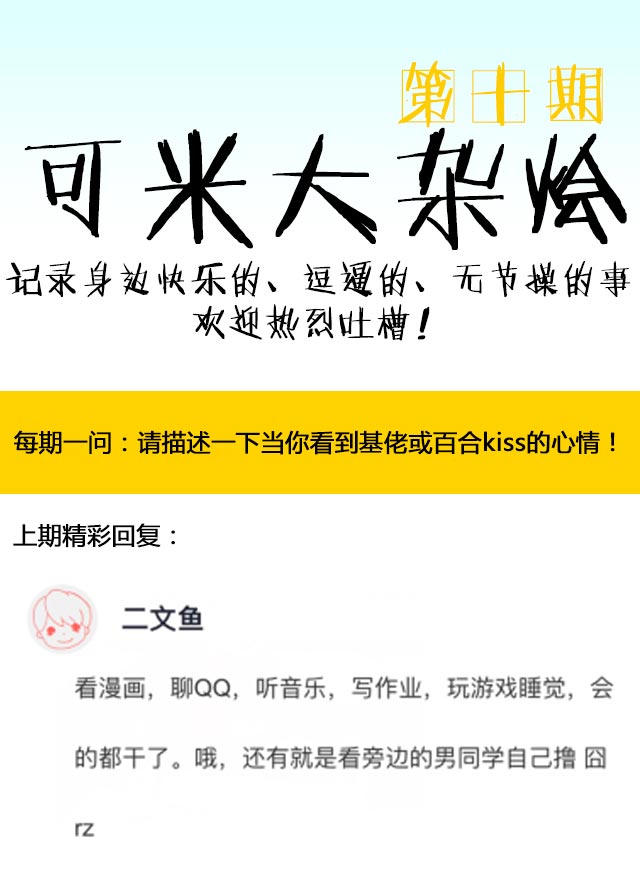 第十期
可米大杂烩
记录身边快乐的、逗逼的、无节操的事
欢迎热烈吐槽！
每期一问：请描述一下当你看到基佬或百合kiss的心情！
上期精彩回复：
二文鱼
看漫画，聊QQ，听音乐，写作业，玩游戏睡觉，会
的都干了。哦，还有就是看旁边的男同学自己撸 囧
rz